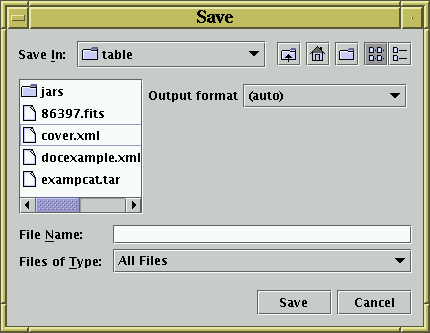 Save
Save In: table
jars
86397.fits
cover.xml
docexample.xml
exampcat.tar
Output format (auto)
File Name:
Files of Type: All Files
Save Cancel